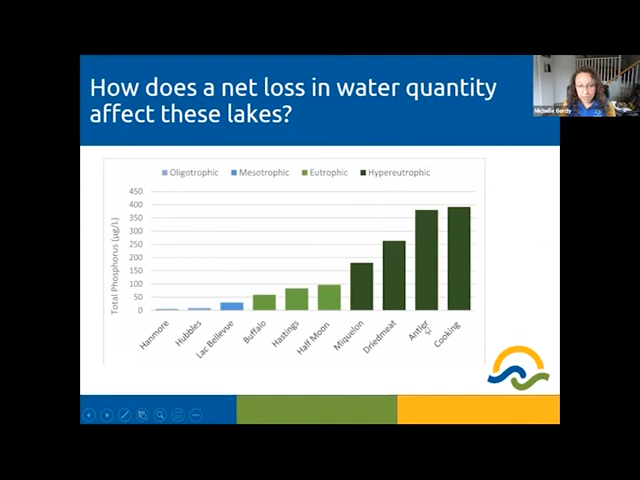 How does a net loss in water quantity
affect these lakes?
Michelle Gordy
Oligotrophic Mesotrophic Eutrophic Hypereutrophic
Total Phosphorus (µg/L)
450
400
350
300
250
200
150
100
50
0
Hanmore Hubbles Lac Bellevue Buffalo Hastings Half Moon Miquelon Driedmeat Antler Cooking